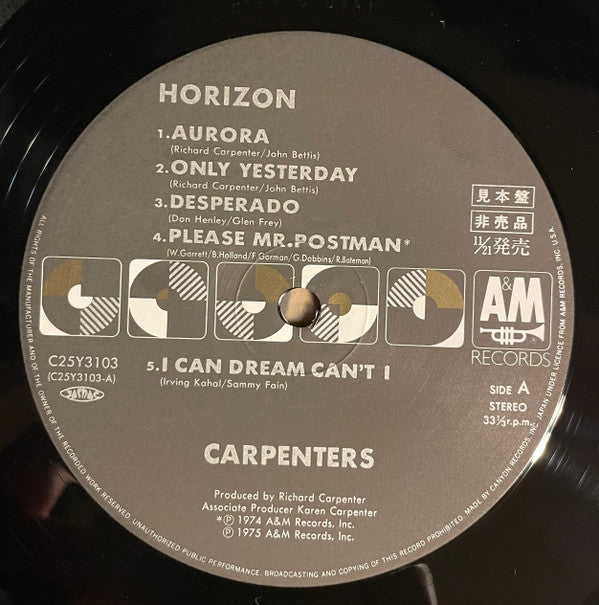 HORIZON
1.AURORA
(Richard Carpenter/John Bettis)
2.ONLY YESTERDAY
(Richard Carpenter/John Bettis)
3.DESPERADO
(Don Henley/Glen Frey)
4.PLEASE MR.POSTMAN*
(W.Garrett/B.Holland/F.Gorman/G.Dobbins/R.Bateman)
見本盤
非売品
11/21発売
A&M
RECORDS
C25Y3103
(C25Y3103-A)
JASRAC
5.I CAN DREAM CAN'T I
(Irving Kahal/Sammy Fain)
SIDE A
STEREO
33⅓r.p.m.
CARPENTERS
Produced by Richard Carpenter
Associate Producer Karen Carpenter
*Ⓟ 1974 A&M Records, Inc.
Ⓟ 1975 A&M Records, Inc.
ALL RIGHTS OF THE MANUFACTURER AND OF THE OWNER OF THE RECORDED WORK RESERVED. UNAUTHORIZED PUBLIC PERFORMANCE, BROADCASTING AND COPYING OF THIS RECORD PROHIBITED. MADE BY CANYON RECORDS, INC. JAPAN UNDER LICENCE FROM A&M RECORDS, INC. U.S.A.